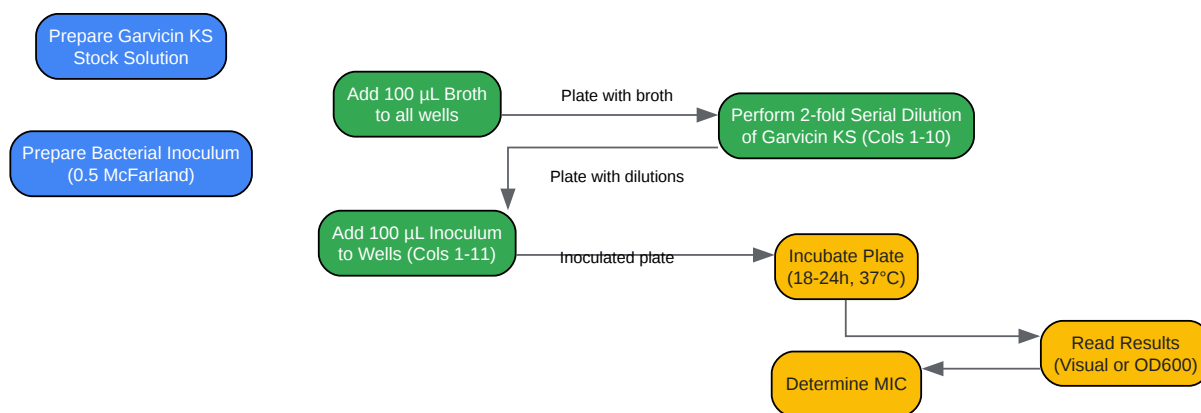 Prepare Garvicin KS
Stock Solution
Prepare Bacterial Inoculum
(0.5 McFarland)
Add 100 µL Broth
to all wells
Plate with broth
Perform 2-fold Serial Dilution
of Garvicin KS (Cols 1-10)
Plate with dilutions
Add 100 µL Inoculum
to Wells (Cols 1-11)
Inoculated plate
Incubate Plate
(18-24h, 37°C)
Read Results
(Visual or OD600)
Determine MIC